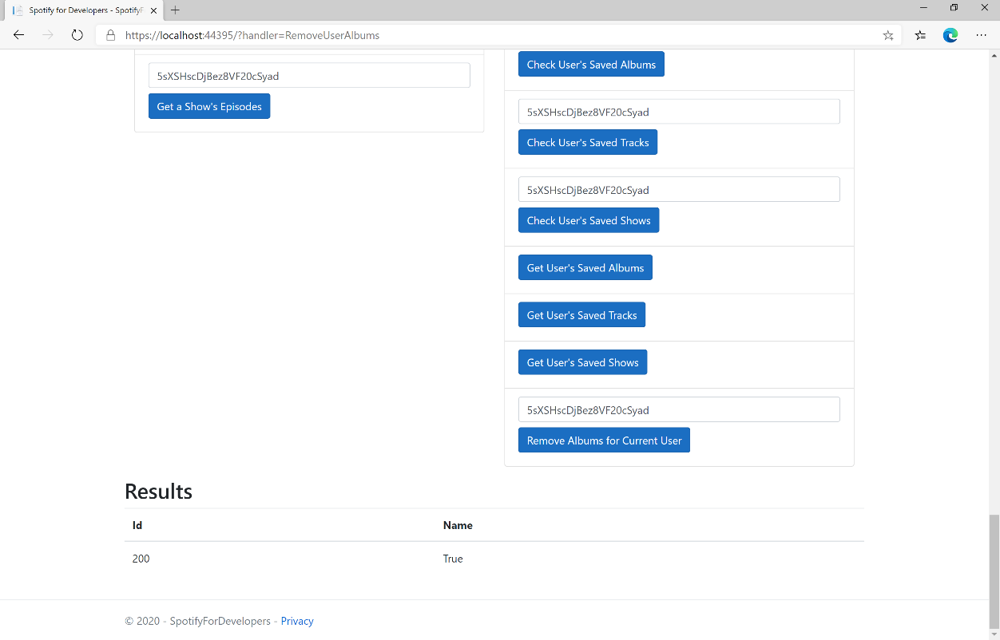 Spotify for Developers - SpotifyF
https://localhost:44395/?handler=RemoveUserAlbums
5sXSHscDjBez8VF20cSyad
Get a Show's Episodes
Check User's Saved Albums
5sXSHscDjBez8VF20cSyad
Check User's Saved Tracks
5sXSHscDjBez8VF20cSyad
Check User's Saved Shows
Get User's Saved Albums
Get User's Saved Tracks
Get User's Saved Shows
5sXSHscDjBez8VF20cSyad
Remove Albums for Current User
Results
Id Name
200 True
© 2020 - SpotifyForDevelopers - Privacy